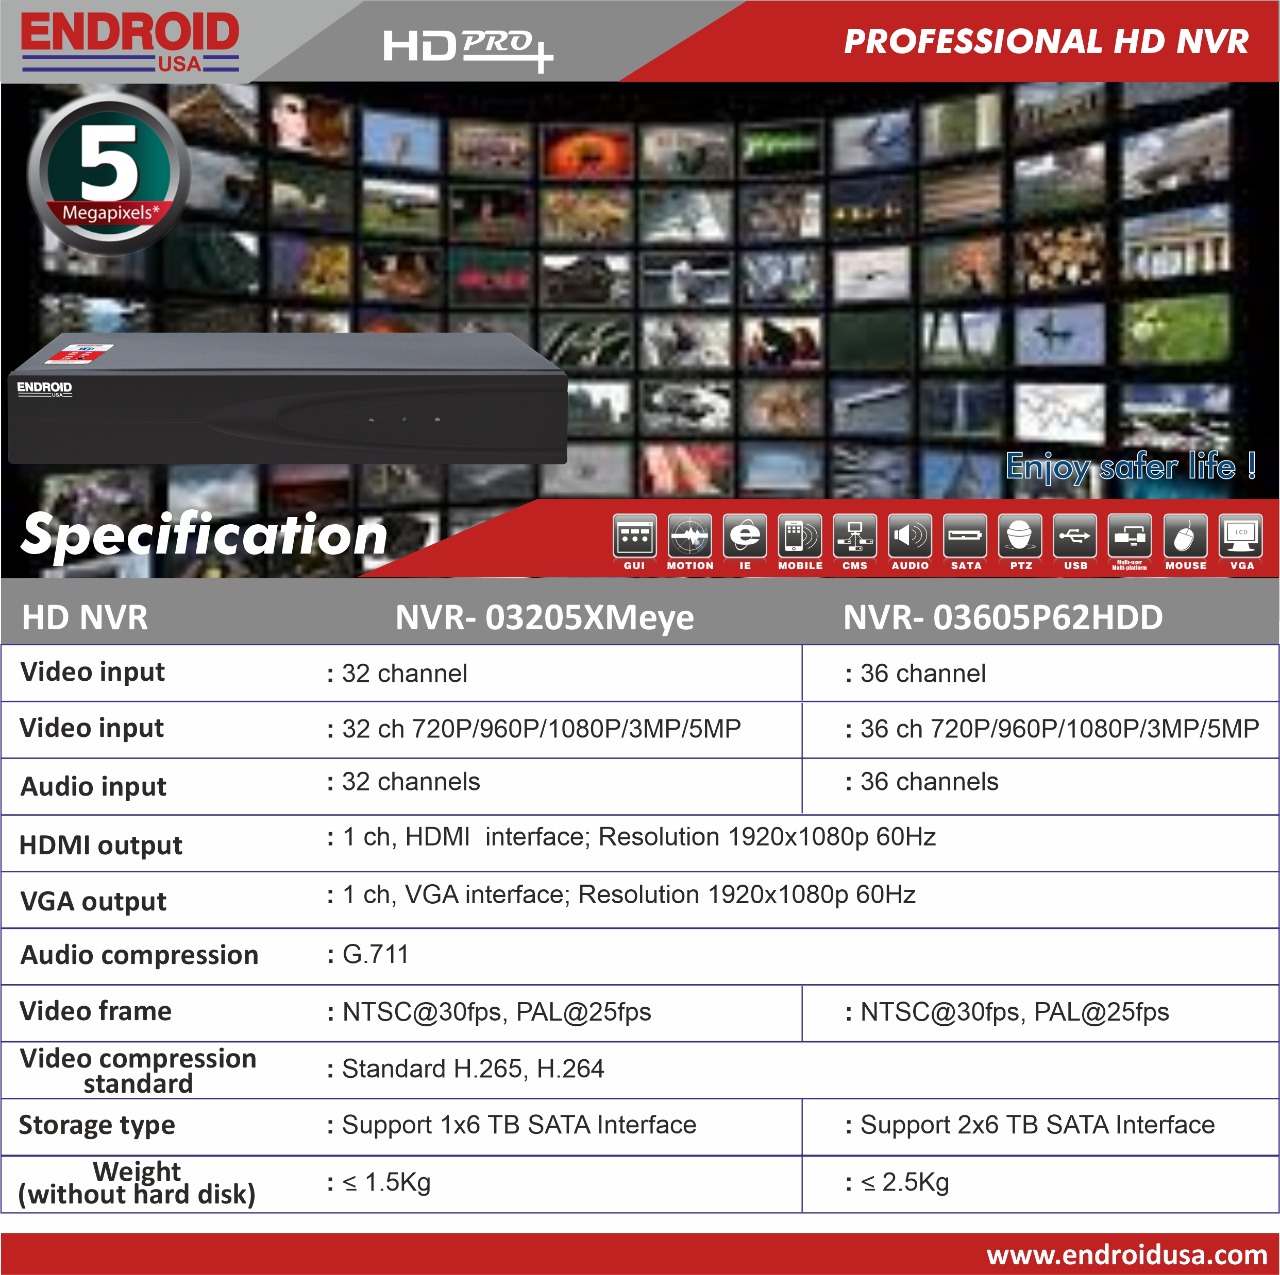 ENDROID
USA
HD PRO+
PROFESSIONAL HD NVR
5
Megapixels*
ENDROID
USA
Enjoy safer life !
Specification
GUI MOTION IE MOBILE CMS AUDIO SATA PTZ USB Multi-user Multi-platform MOUSE VGA
LCD
HD NVR NVR- 03205XMeye NVR- 03605P62HDD
Video input : 32 channel : 36 channel
Video input : 32 ch 720P/960P/1080P/3MP/5MP : 36 ch 720P/960P/1080P/3MP/5MP
Audio input : 32 channels : 36 channels
HDMI output : 1 ch, HDMI interface; Resolution 1920x1080p 60Hz
VGA output : 1 ch, VGA interface; Resolution 1920x1080p 60Hz
Audio compression : G.711
Video frame : NTSC@30fps, PAL@25fps : NTSC@30fps, PAL@25fps
Video compression
standard : Standard H.265, H.264
Storage type : Support 1x6 TB SATA Interface : Support 2x6 TB SATA Interface
Weight
(without hard disk) : ≤ 1.5Kg : ≤ 2.5Kg
www.endroidusa.com